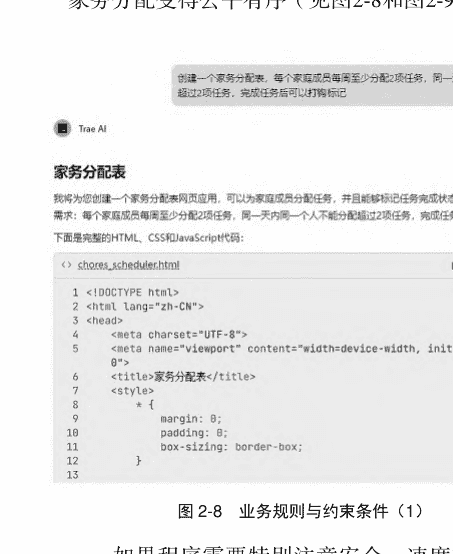 家务分配变得公平有序（见图2-8和图2-9
创建一个家务分配表，每个家庭成员每周至少分配2项任务，同一
超过2项任务，完成任务后可以打钩标记
Trae AI
家务分配表
我将为您创建一个家务分配表网页应用，可以为家庭成员分配任务，并且能够标记任务完成状态
需求：每个家庭成员每周至少分配2项任务，同一天内同一个人不能分配超过2项任务，完成任务
下面是完整的HTML、CSS和JavaScript代码：
<> chores_scheduler.html
1 <!DOCTYPE html>
2 <html lang="zh-CN">
3 <head>
4 <meta charset="UTF-8">
5 <meta name="viewport" content="width=device-width, init
0">
6 <title>家务分配表</title>
7 <style>
8 * {
9 margin: 0;
10 padding: 0;
11 box-sizing: border-box;
12 }
13
图 2-8 业务规则与约束条件（1）
如果程序需要特别注意安全、速度